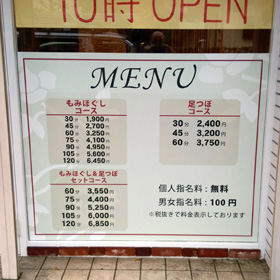 10時 OPEN
MENU
もみほぐし
コース
30分 1,900円
45分 2,700円
60分 3,250円
75分 4,100円
90分 4,950円
105分 5,600円
120分 6,450円
もみほぐし&足つぼ
セットコース
60分 3,550円
75分 4,400円
90分 5,250円
105分 6,000円
120分 6,850円
足つぼ
コース
30分 2,400円
45分 3,200円
60分 3,750円
個人指名料：無料
男女指名料：100円
※税抜きで料金表示しております